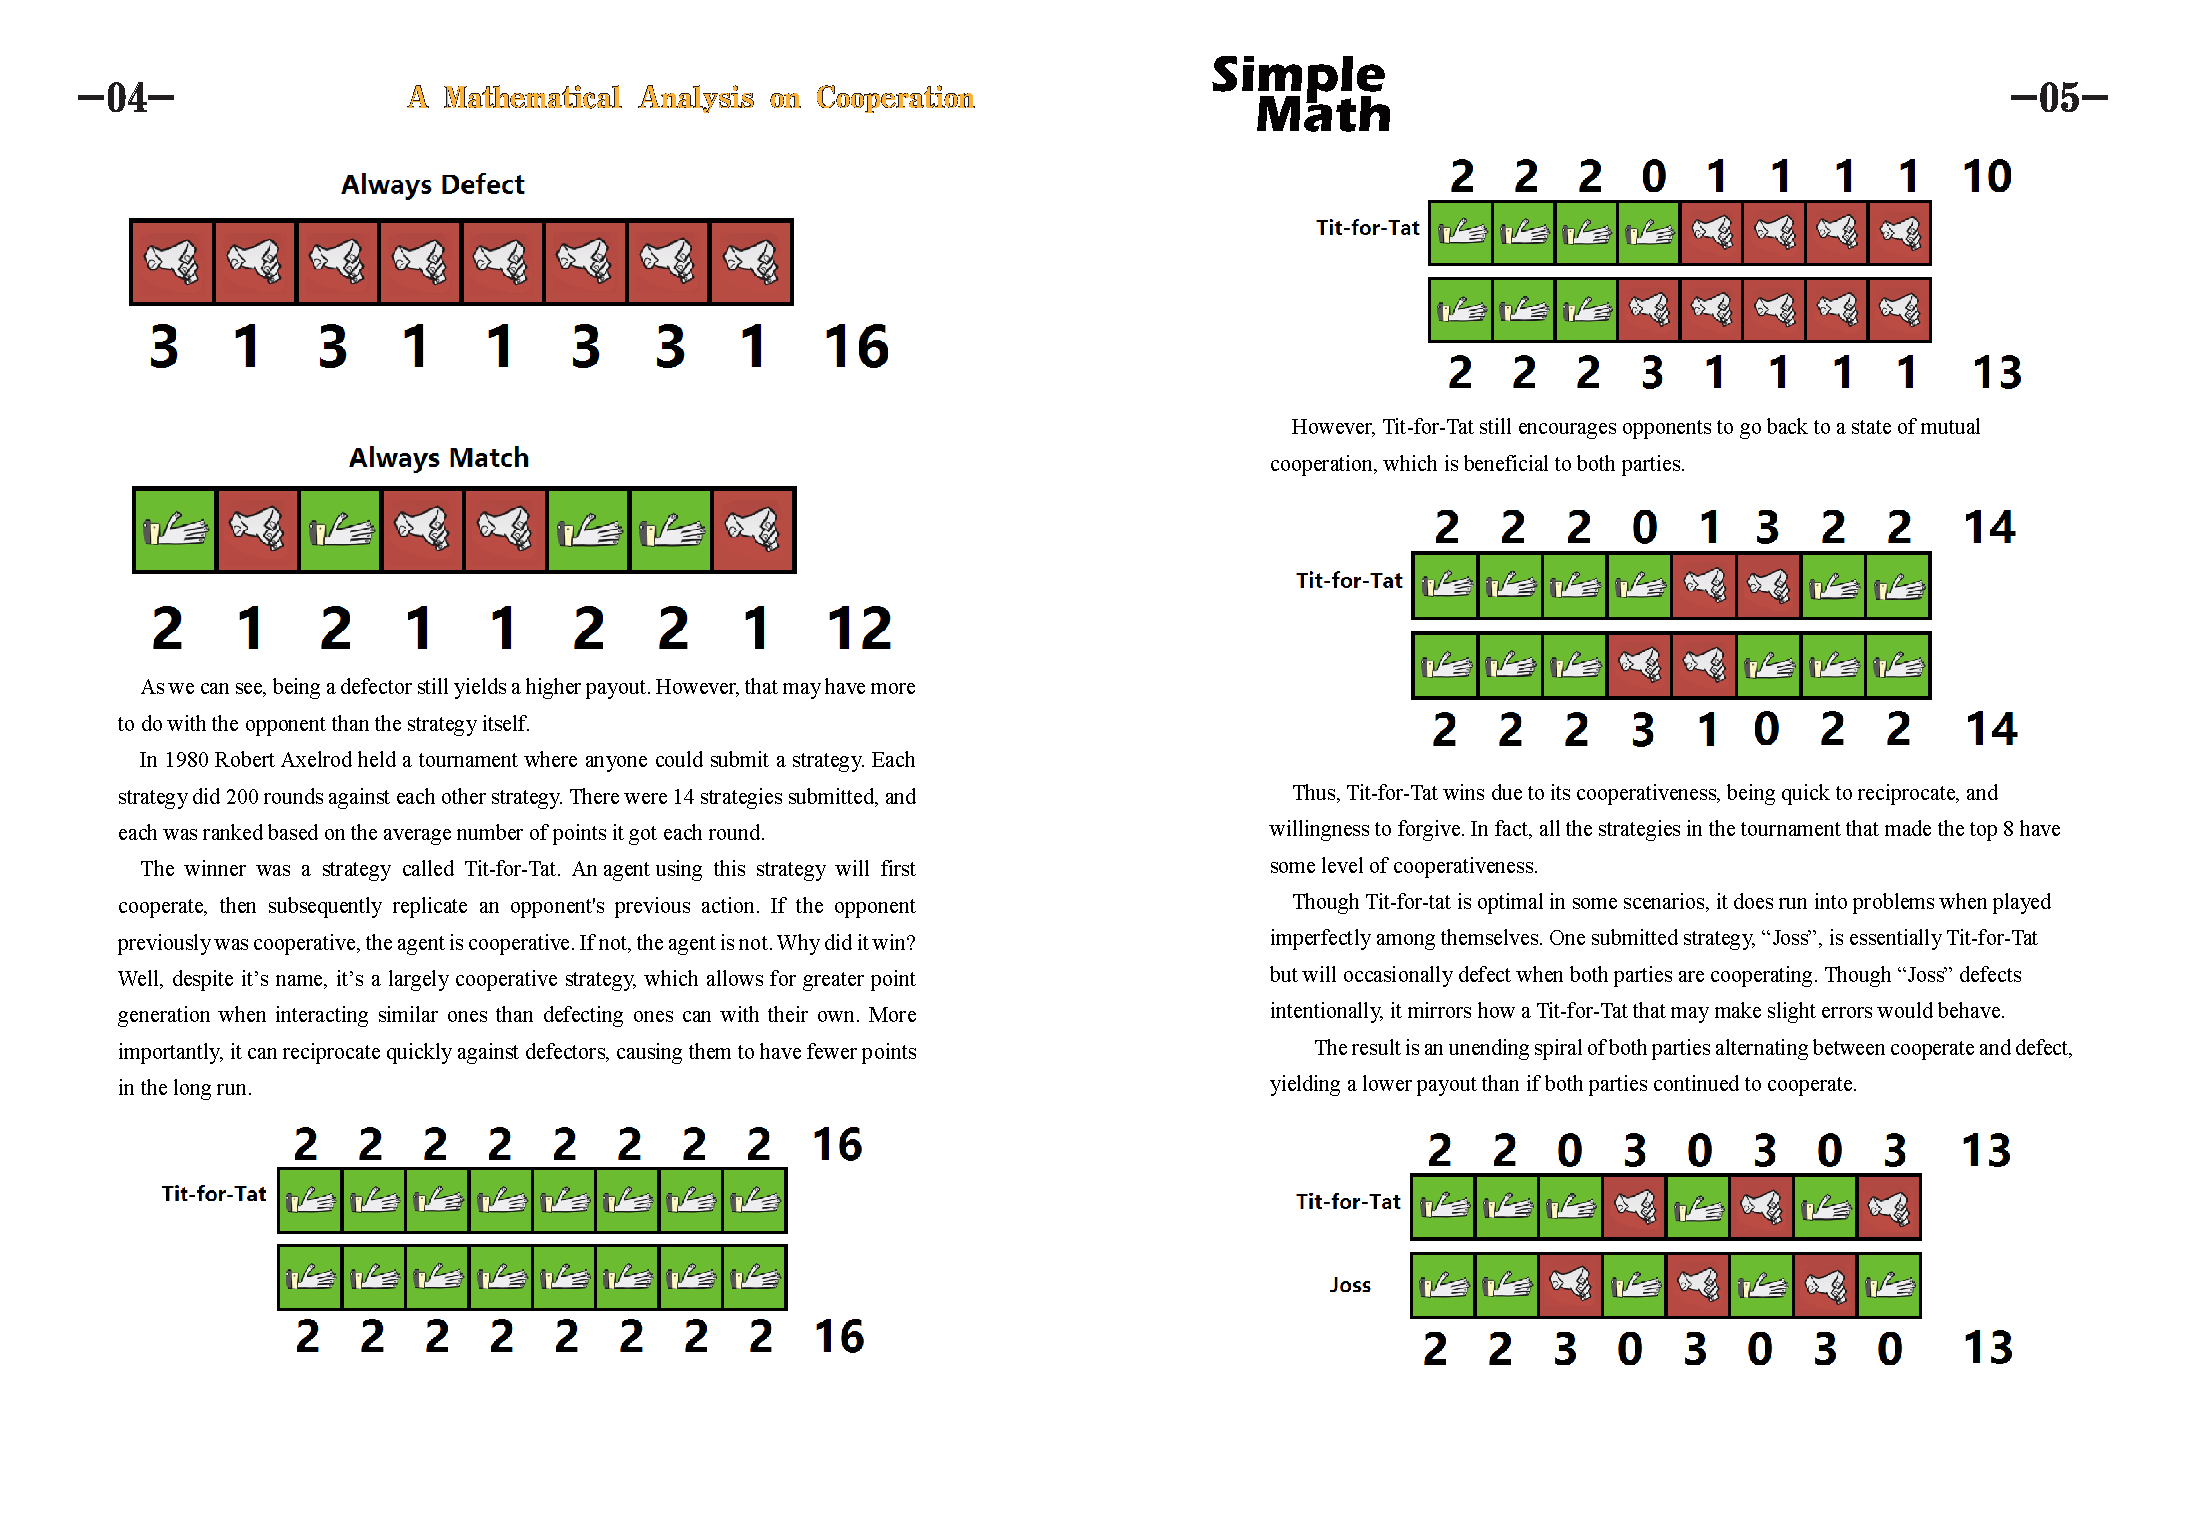 —04—
A Mathematical Analysis on Cooperation
Always Defect
3 1 3 1 1 3 3 1 16
Always Match
2 1 2 1 1 2 2 1 12
As we can see, being a defector still yields a higher payout. However, that may have more
to do with the opponent than the strategy itself.
In 1980 Robert Axelrod held a tournament where anyone could submit a strategy. Each
strategy did 200 rounds against each other strategy. There were 14 strategies submitted, and
each was ranked based on the average number of points it got each round.
The winner was a strategy called Tit-for-Tat. An agent using this strategy will first
cooperate, then subsequently replicate an opponent's previous action. If the opponent
previously was cooperative, the agent is cooperative. If not, the agent is not. Why did it win?
Well, despite it’s name, it’s a largely cooperative strategy, which allows for greater point
generation when interacting similar ones than defecting ones can with their own. More
importantly, it can reciprocate quickly against defectors, causing them to have fewer points
in the long run.
2 2 2 2 2 2 2 2 16
Tit-for-Tat
2 2 2 2 2 2 2 2 16
Simple
Math
—05—
2 2 2 0 1 1 1 1 10
Tit-for-Tat
2 2 2 3 1 1 1 1 13
However, Tit-for-Tat still encourages opponents to go back to a state of mutual
cooperation, which is beneficial to both parties.
2 2 2 0 1 3 2 2 14
Tit-for-Tat
2 2 2 3 1 0 2 2 14
Thus, Tit-for-Tat wins due to its cooperativeness, being quick to reciprocate, and
willingness to forgive. In fact, all the strategies in the tournament that made the top 8 have
some level of cooperativeness.
Though Tit-for-tat is optimal in some scenarios, it does run into problems when played
imperfectly among themselves. One submitted strategy, “Joss”, is essentially Tit-for-Tat
but will occasionally defect when both parties are cooperating. Though “Joss” defects
intentionally, it mirrors how a Tit-for-Tat that may make slight errors would behave.
The result is an unending spiral of both parties alternating between cooperate and defect,
yielding a lower payout than if both parties continued to cooperate.
2 2 0 3 0 3 0 3 13
Tit-for-Tat
Joss
2 2 3 0 3 0 3 0 13